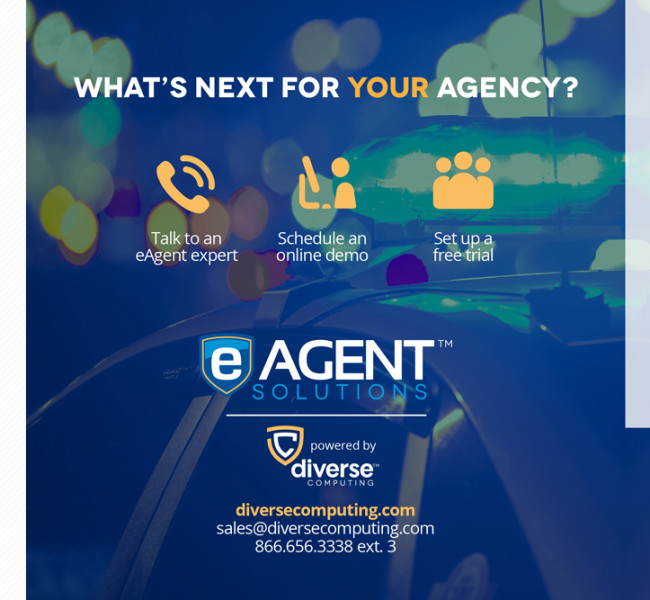 WHAT'S NEXT FOR YOUR AGENCY?
Talk to an
eAgent expert
Schedule an
online demo
Set up a
free trial
e AGENT™
SOLUTIONS
powered by
diverse™
COMPUTING
diversecomputing.com
sales@diversecomputing.com
866.656.3338 ext. 3